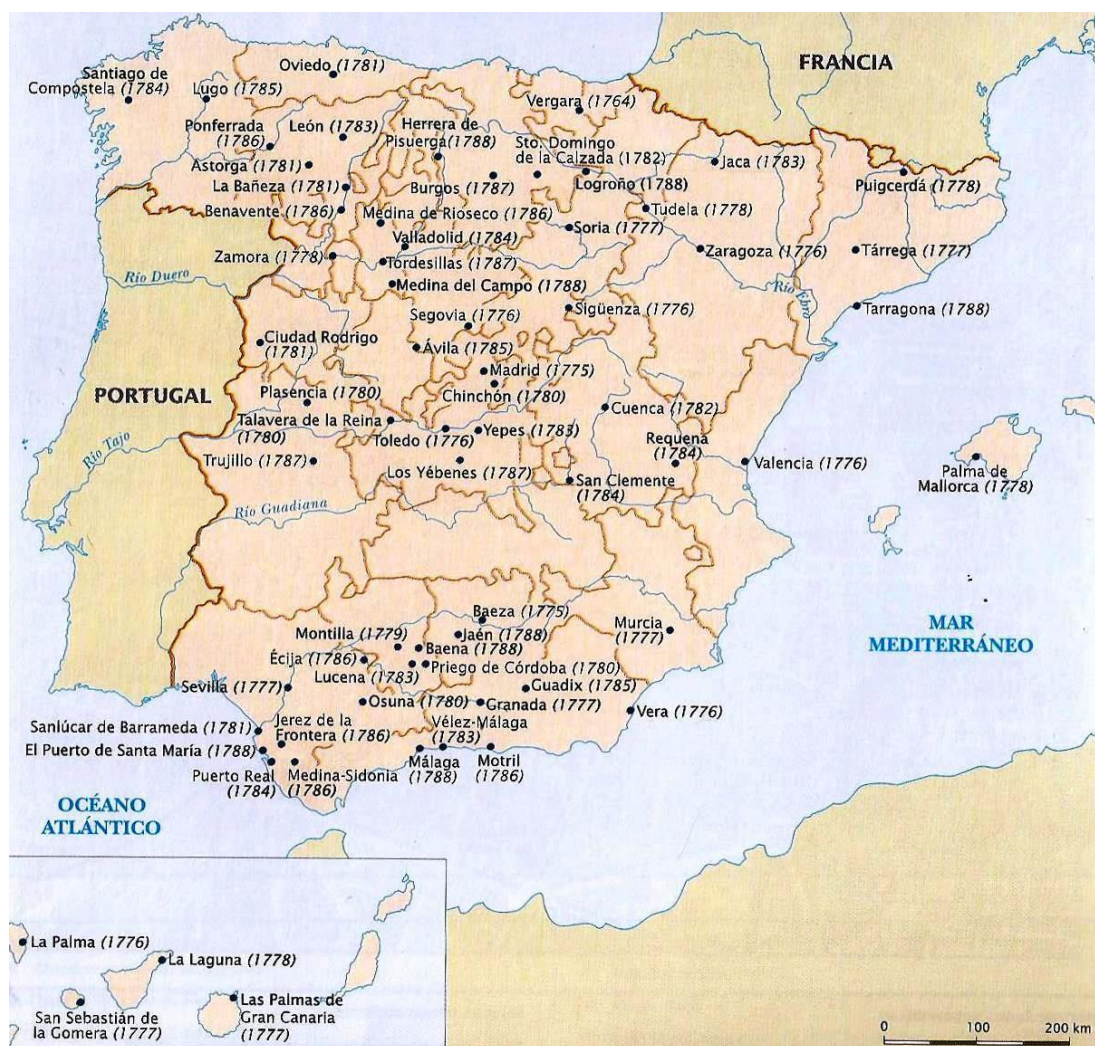 FRANCIA
Oviedo (1781)
Santiago de
Compostela (1784)
Lugo (1785)
Vergara (1764)
Ponferrada
(1786)
León (1783)
Herrera de
Pisuerga(1788)
Sto. Domingo
de la Calzada (1782)
Astorga (1781)
Jaca (1783)
La Bañeza (1781)
Burgos (1787)
Logroño (1788)
Puigcerdá (1778)
Benavente (1786)
Medina de Rioseco (1786)
Tudela (1778)
Soria (1777)
Valladolid (1784)
Zamora (1778)
Zaragoza (1776)
Tárrega (1777)
Tordesillas (1787)
Río Duero
Medina del Campo (1788)
Río Ebro
Segovia (1776)
Sigüenza (1776)
Tarragona (1788)
Ciudad Rodrigo
(1781)
Ávila (1785)
Madrid (1775)
PORTUGAL
Plasencia (1780)
Chinchón (1780)
Cuenca (1782)
Talavera de la Reina
(1780)
Toledo (1776)
Yepes (1783)
Requena
(1784)
Río Tajo
Trujillo (1787)
Los Yébenes (1787)
Valencia (1776)
Palma de
Mallorca (1778)
San Clemente
(1784)
Río Guadiana
Baeza (1775)
MAR
MEDITERRÁNEO
Montilla (1779)
Jaén (1788)
Murcia
(1777)
Baena (1788)
Écija (1786)
Lucena (1783)
Priego de Córdoba (1780)
Sevilla (1777)
Guadix (1785)
Osuna (1780)
Granada (1777)
Vera (1776)
Sanlúcar de Barrameda (1781)
Jerez de la
Frontera (1786)
Vélez-Málaga
(1783)
El Puerto de Santa María (1788)
Puerto Real
(1784)
Medina-Sidonia
(1786)
Málaga
(1788)
Motril
(1786)
OCÉANO
ATLÁNTICO
La Palma (1776)
La Laguna (1778)
San Sebastián de
la Gomera (1777)
Las Palmas de
Gran Canaria
(1777)
0 100 200 km